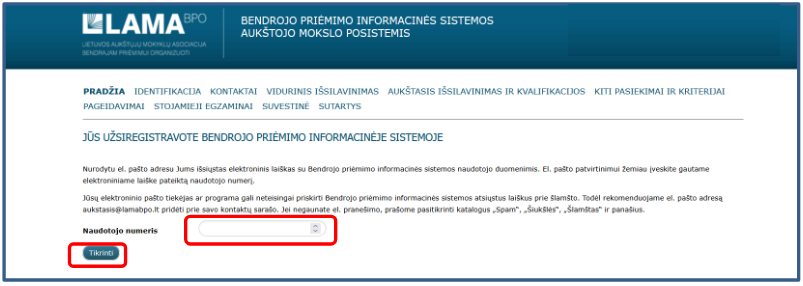 LAMA BPO
LIETUVOS AUKŠTŲJŲ MOKYKLŲ ASOCIACIJA
BENDRAJAM PRIĖMIMUI ORGANIZUOTI
BENDROJO PRIĖMIMO INFORMACINĖS SISTEMOS
AUKŠTOJO MOKSLO POSISTEMIS
PRADŽIA IDENTIFIKACIJA KONTAKTAI VIDURINIS IŠSILAVINIMAS AUKŠTASIS IŠSILAVINIMAS IR KVALIFIKACIJOS KITI PASIEKIMAI IR KRITERIJAI
PAGEIDAVIMAI STOJAMIEJI EGZAMINAI SUVESTINĖ SUTARTYS
JŪS UŽSIREGISTRAVOTE BENDROJO PRIĖMIMO INFORMACINĖJE SISTEMOJE
Nurodytu el. pašto adresu Jums išsiųstas elektroninis laiškas su Bendrojo priėmimo informacinės sistemos naudotojo duomenimis. El. pašto patvirtinimui žemiau įveskite gautame
elektroniniame laiške pateiktą naudotojo numerį.
Jūsų elektroninio pašto tiekėjas ar programa gali neteisingai priskirti Bendrojo priėmimo informacinės sistemos atsiųstus laiškus prie šlamšto. Todėl rekomenduojame el. pašto adresą
aukstasis@lamabpo.lt pridėti prie savo kontaktų sąrašo. Jei negaunate el. pranešimo, prašome pasitikrinti katalogus „Spam", „Šiukšlės", „Šlamštas" ir panašius.
Naudotojo numeris
Tikrinti